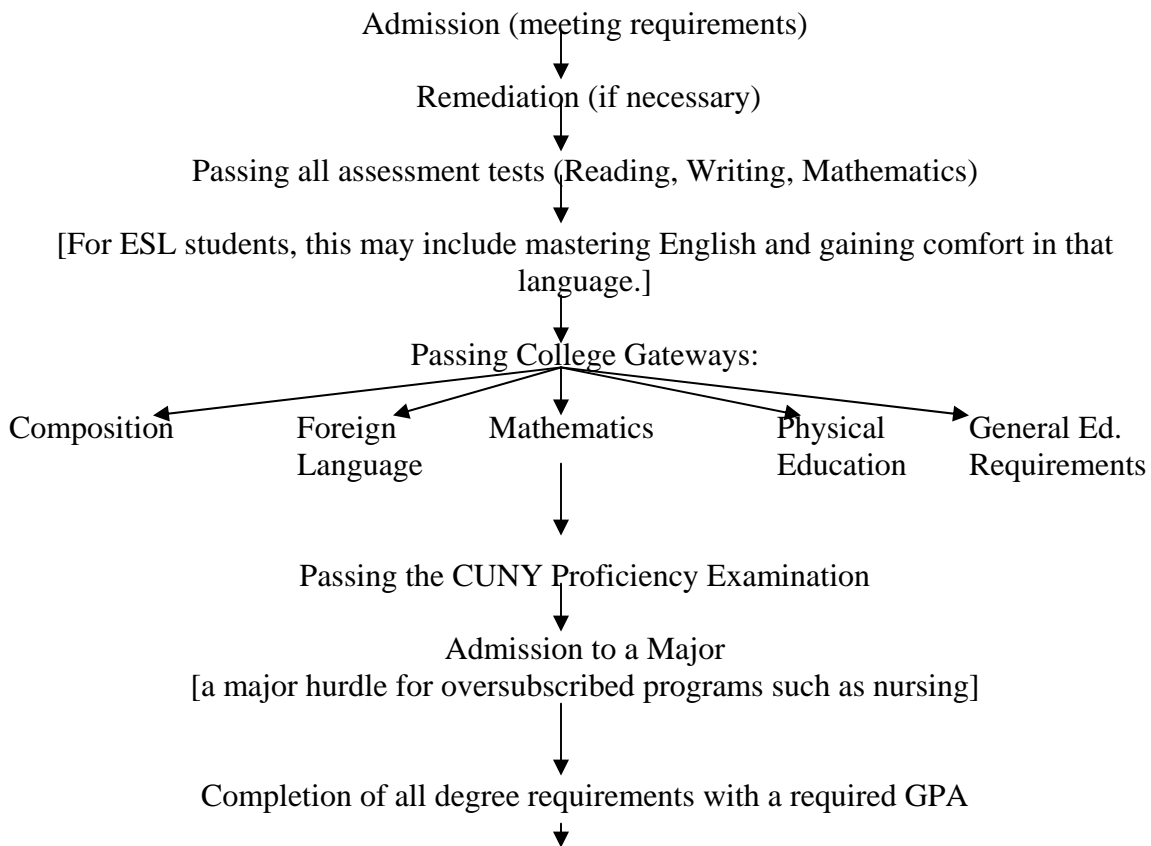 Admission (meeting requirements)
Remediation (if necessary)
Passing all assessment tests (Reading, Writing, Mathematics)
[For ESL students, this may include mastering English and gaining comfort in that
language.]
Passing College Gateways:
Composition Foreign Mathematics Physical General Ed.
Language Education Requirements
Passing the CUNY Proficiency Examination
Admission to a Major
[a major hurdle for oversubscribed programs such as nursing]
Completion of all degree requirements with a required GPA